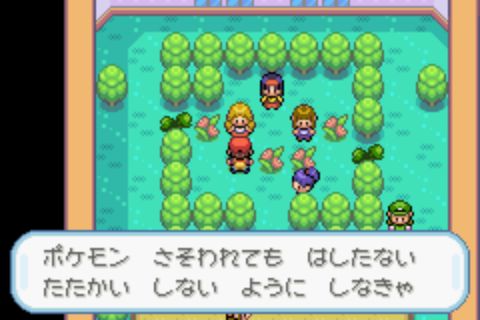 ポケモン　さそわれても　はしたない
たたかい　しない　ように　しなきゃ